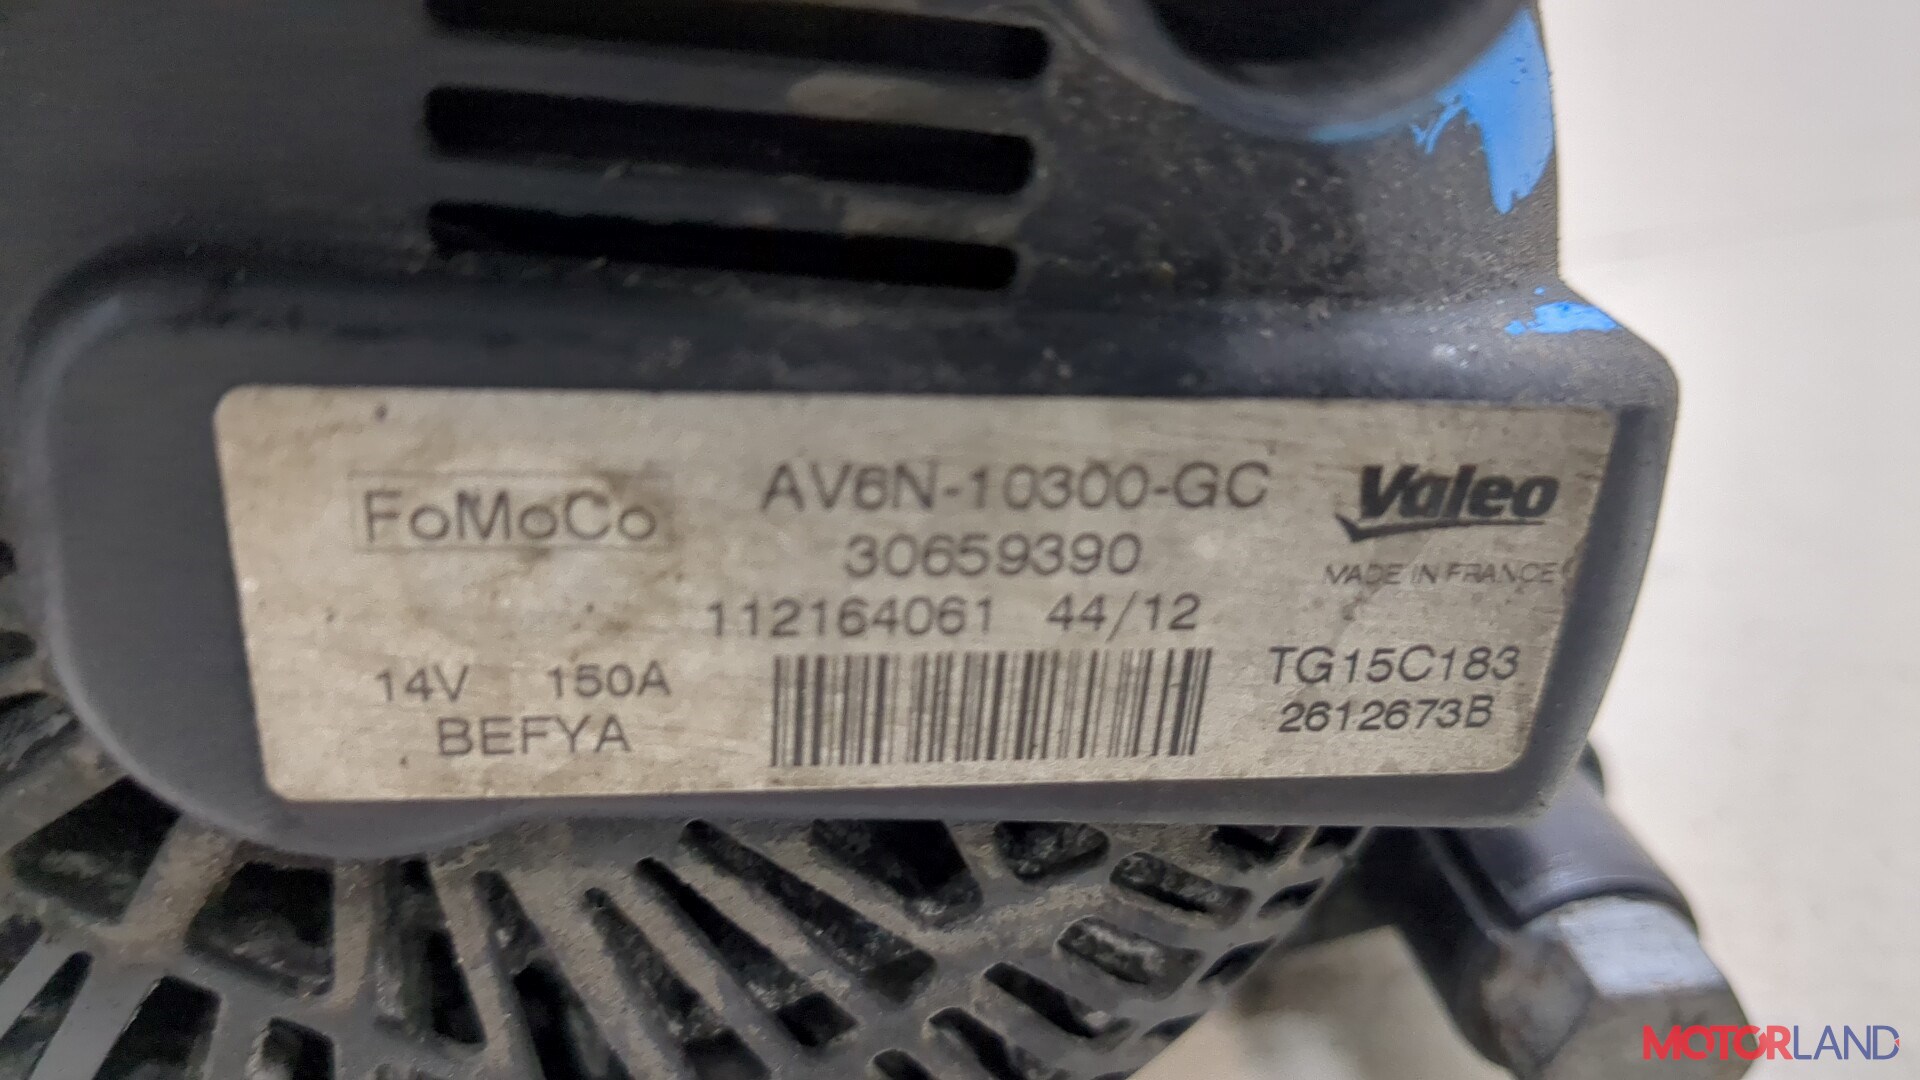 FoMoCo
AV6N-10300-GC
30659390
112164061 44/12
14V 150A
BEFYA
Valeo
MADE IN FRANCE
TG15C183
2612673B
MOTORLAND